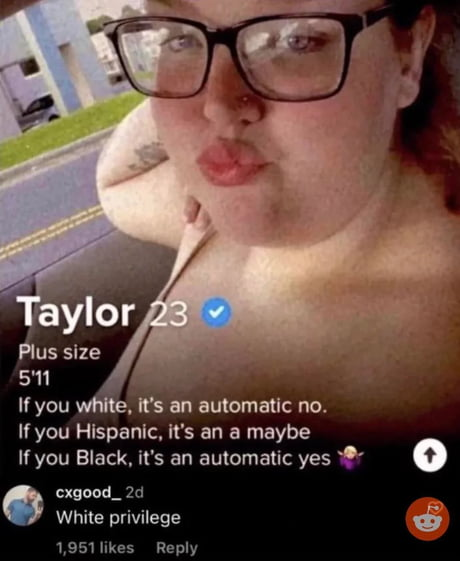 Taylor 23
Plus size
5'11
If you white, it's an automatic no.
If you Hispanic, it's an a maybe
If you Black, it's an automatic yes 🤷‍♀️
cxgood_ 2d
White privilege
1,951 likes Reply